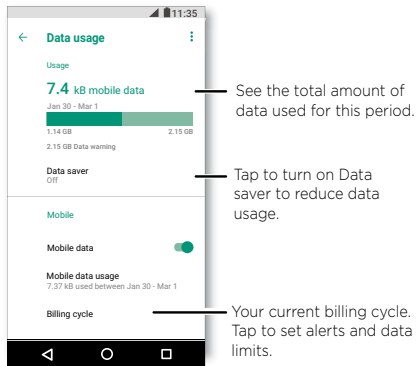 11:35
Data usage
Usage
7.4 kB mobile data
Jan 30 - Mar 1
1.14 GB 2.15 GB
2.15 GB Data warning
Data saver
Off
Mobile
Mobile data
Mobile data usage
7.37 kB used between Jan 30 - Mar 1
Billing cycle
See the total amount of
data used for this period.
Tap to turn on Data
saver to reduce data
usage.
Your current billing cycle.
Tap to set alerts and data
limits.